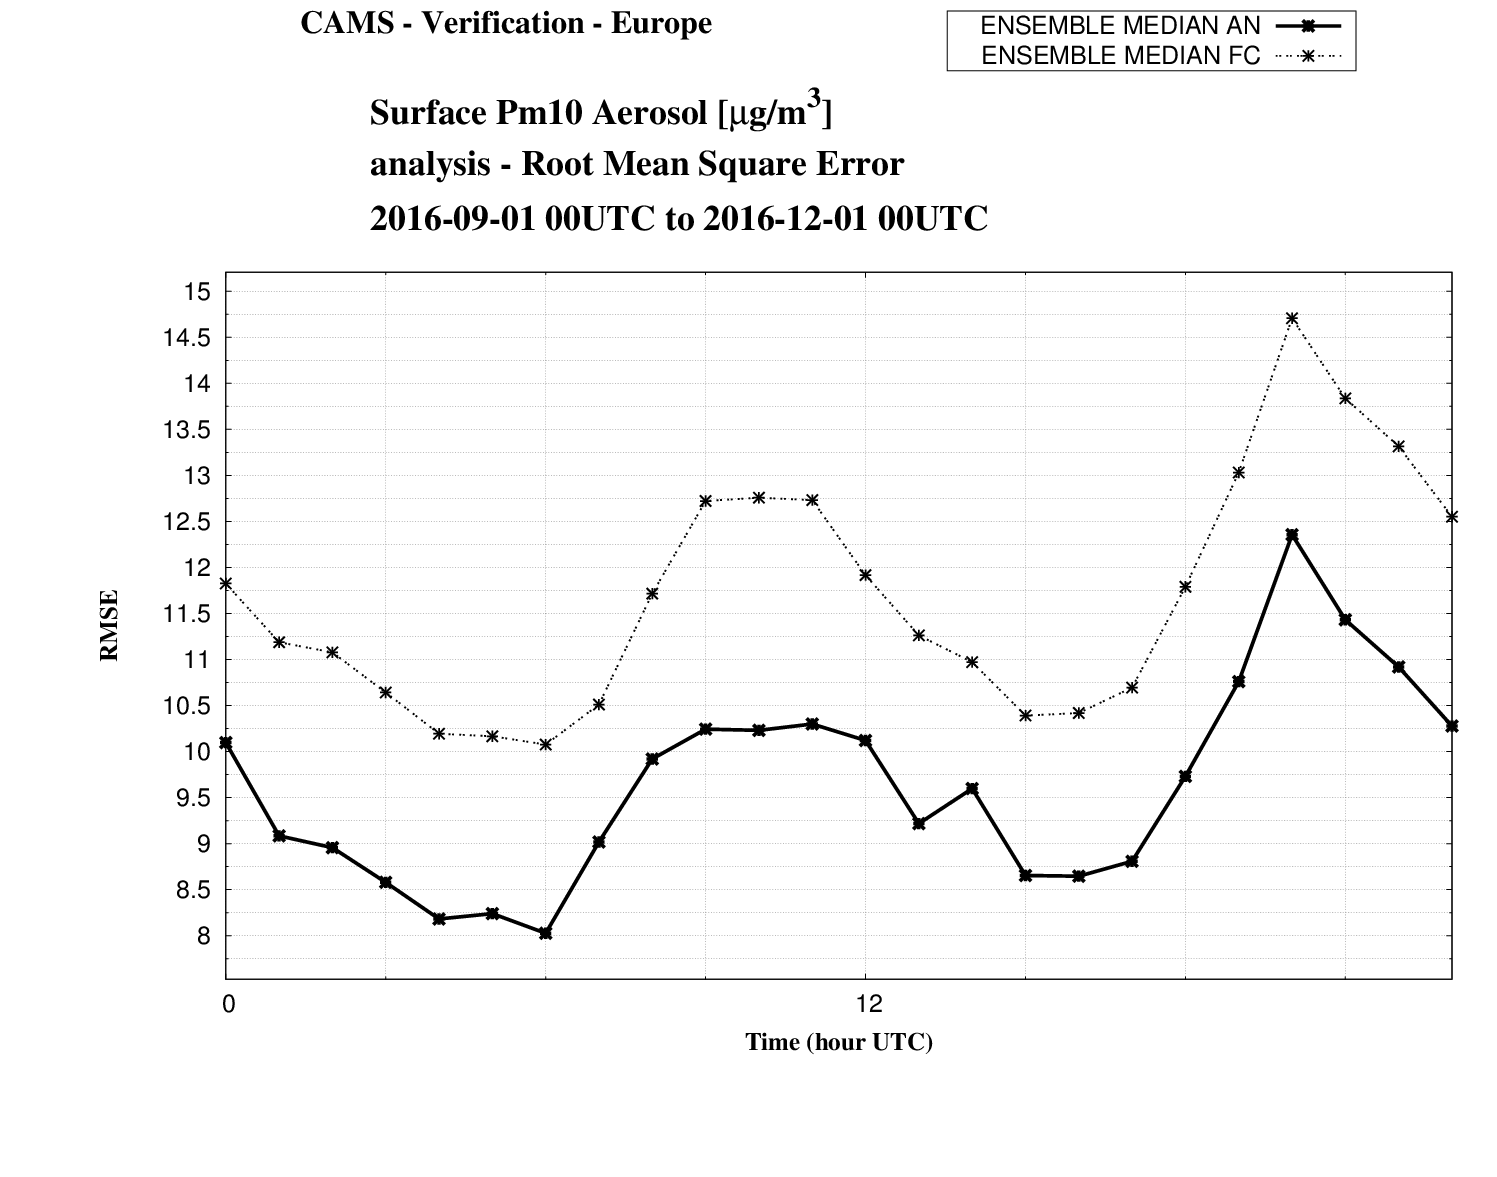 CAMS - Verification - Europe
ENSEMBLE MEDIAN AN
ENSEMBLE MEDIAN FC
Surface Pm10 Aerosol [μg/m³]
analysis - Root Mean Square Error
2016-09-01 00UTC to 2016-12-01 00UTC
15
14.5
14
13.5
13
12.5
12
11.5
11
10.5
10
9.5
9
8.5
8
RMSE
0
12
Time (hour UTC)